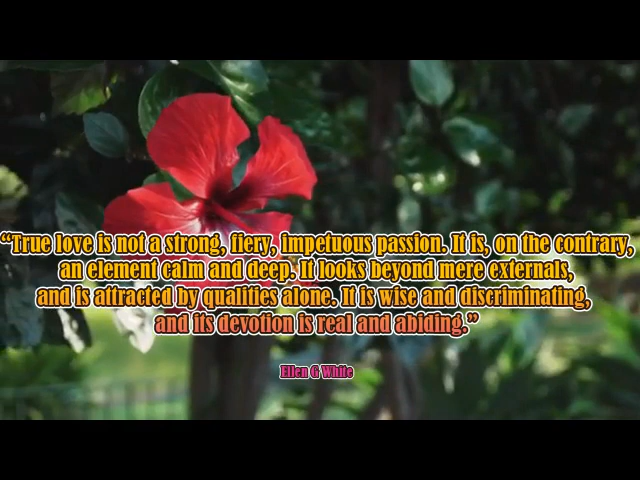 “True love is not a strong, fiery, impetuous passion. It is, on the contrary,
an element calm and deep. It looks beyond mere externals,
and is attracted by qualities alone. It is wise and discriminating,
and its devotion is real and abiding.”
Ellen G White